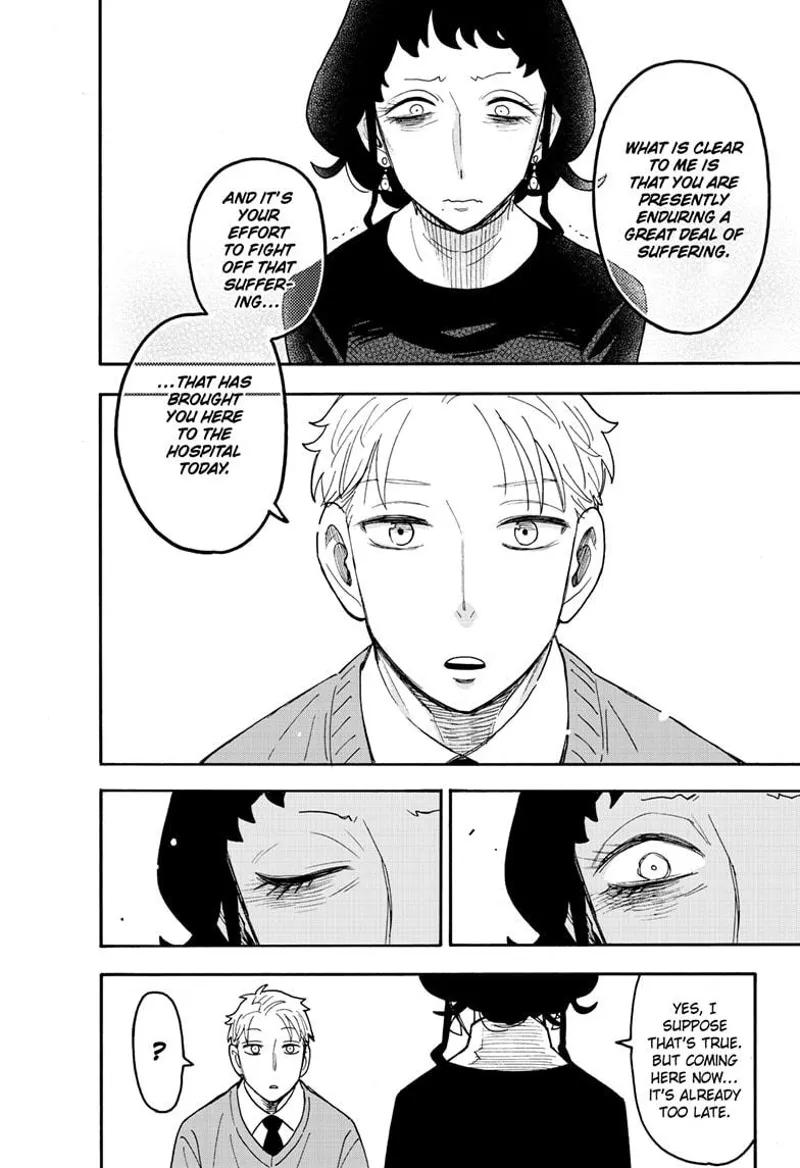 WHAT IS CLEAR
TO ME IS
THAT YOU ARE
PRESENTLY
ENDURING A
GREAT DEAL OF
SUFFERING.
AND IT'S
YOUR
EFFORT
TO FIGHT
OFF THAT
SUFFER-
ING...
...THAT HAS
BROUGHT
YOU HERE
TO THE
HOSPITAL
TODAY.
YES, I
SUPPOSE
THAT'S TRUE.
BUT COMING
HERE NOW...
IT'S ALREADY
TOO LATE.
?